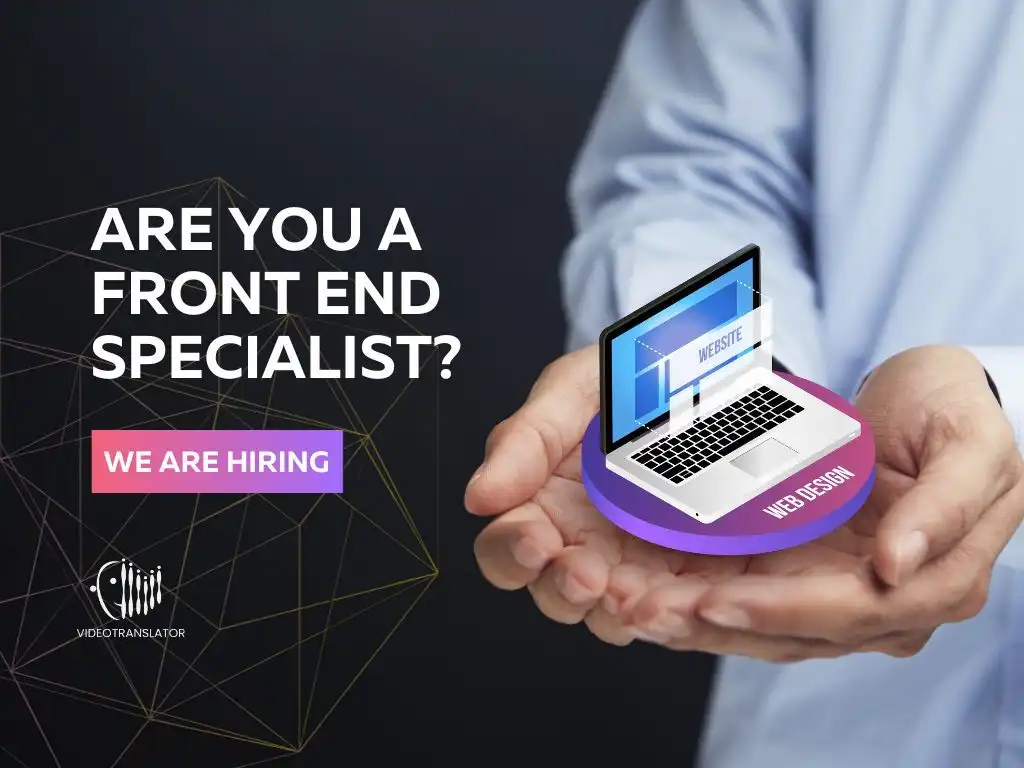 ARE YOU A
FRONT END
SPECIALIST?
WE ARE HIRING
VIDEOTRANSLATOR
WEBSITE
WEB DESIGN